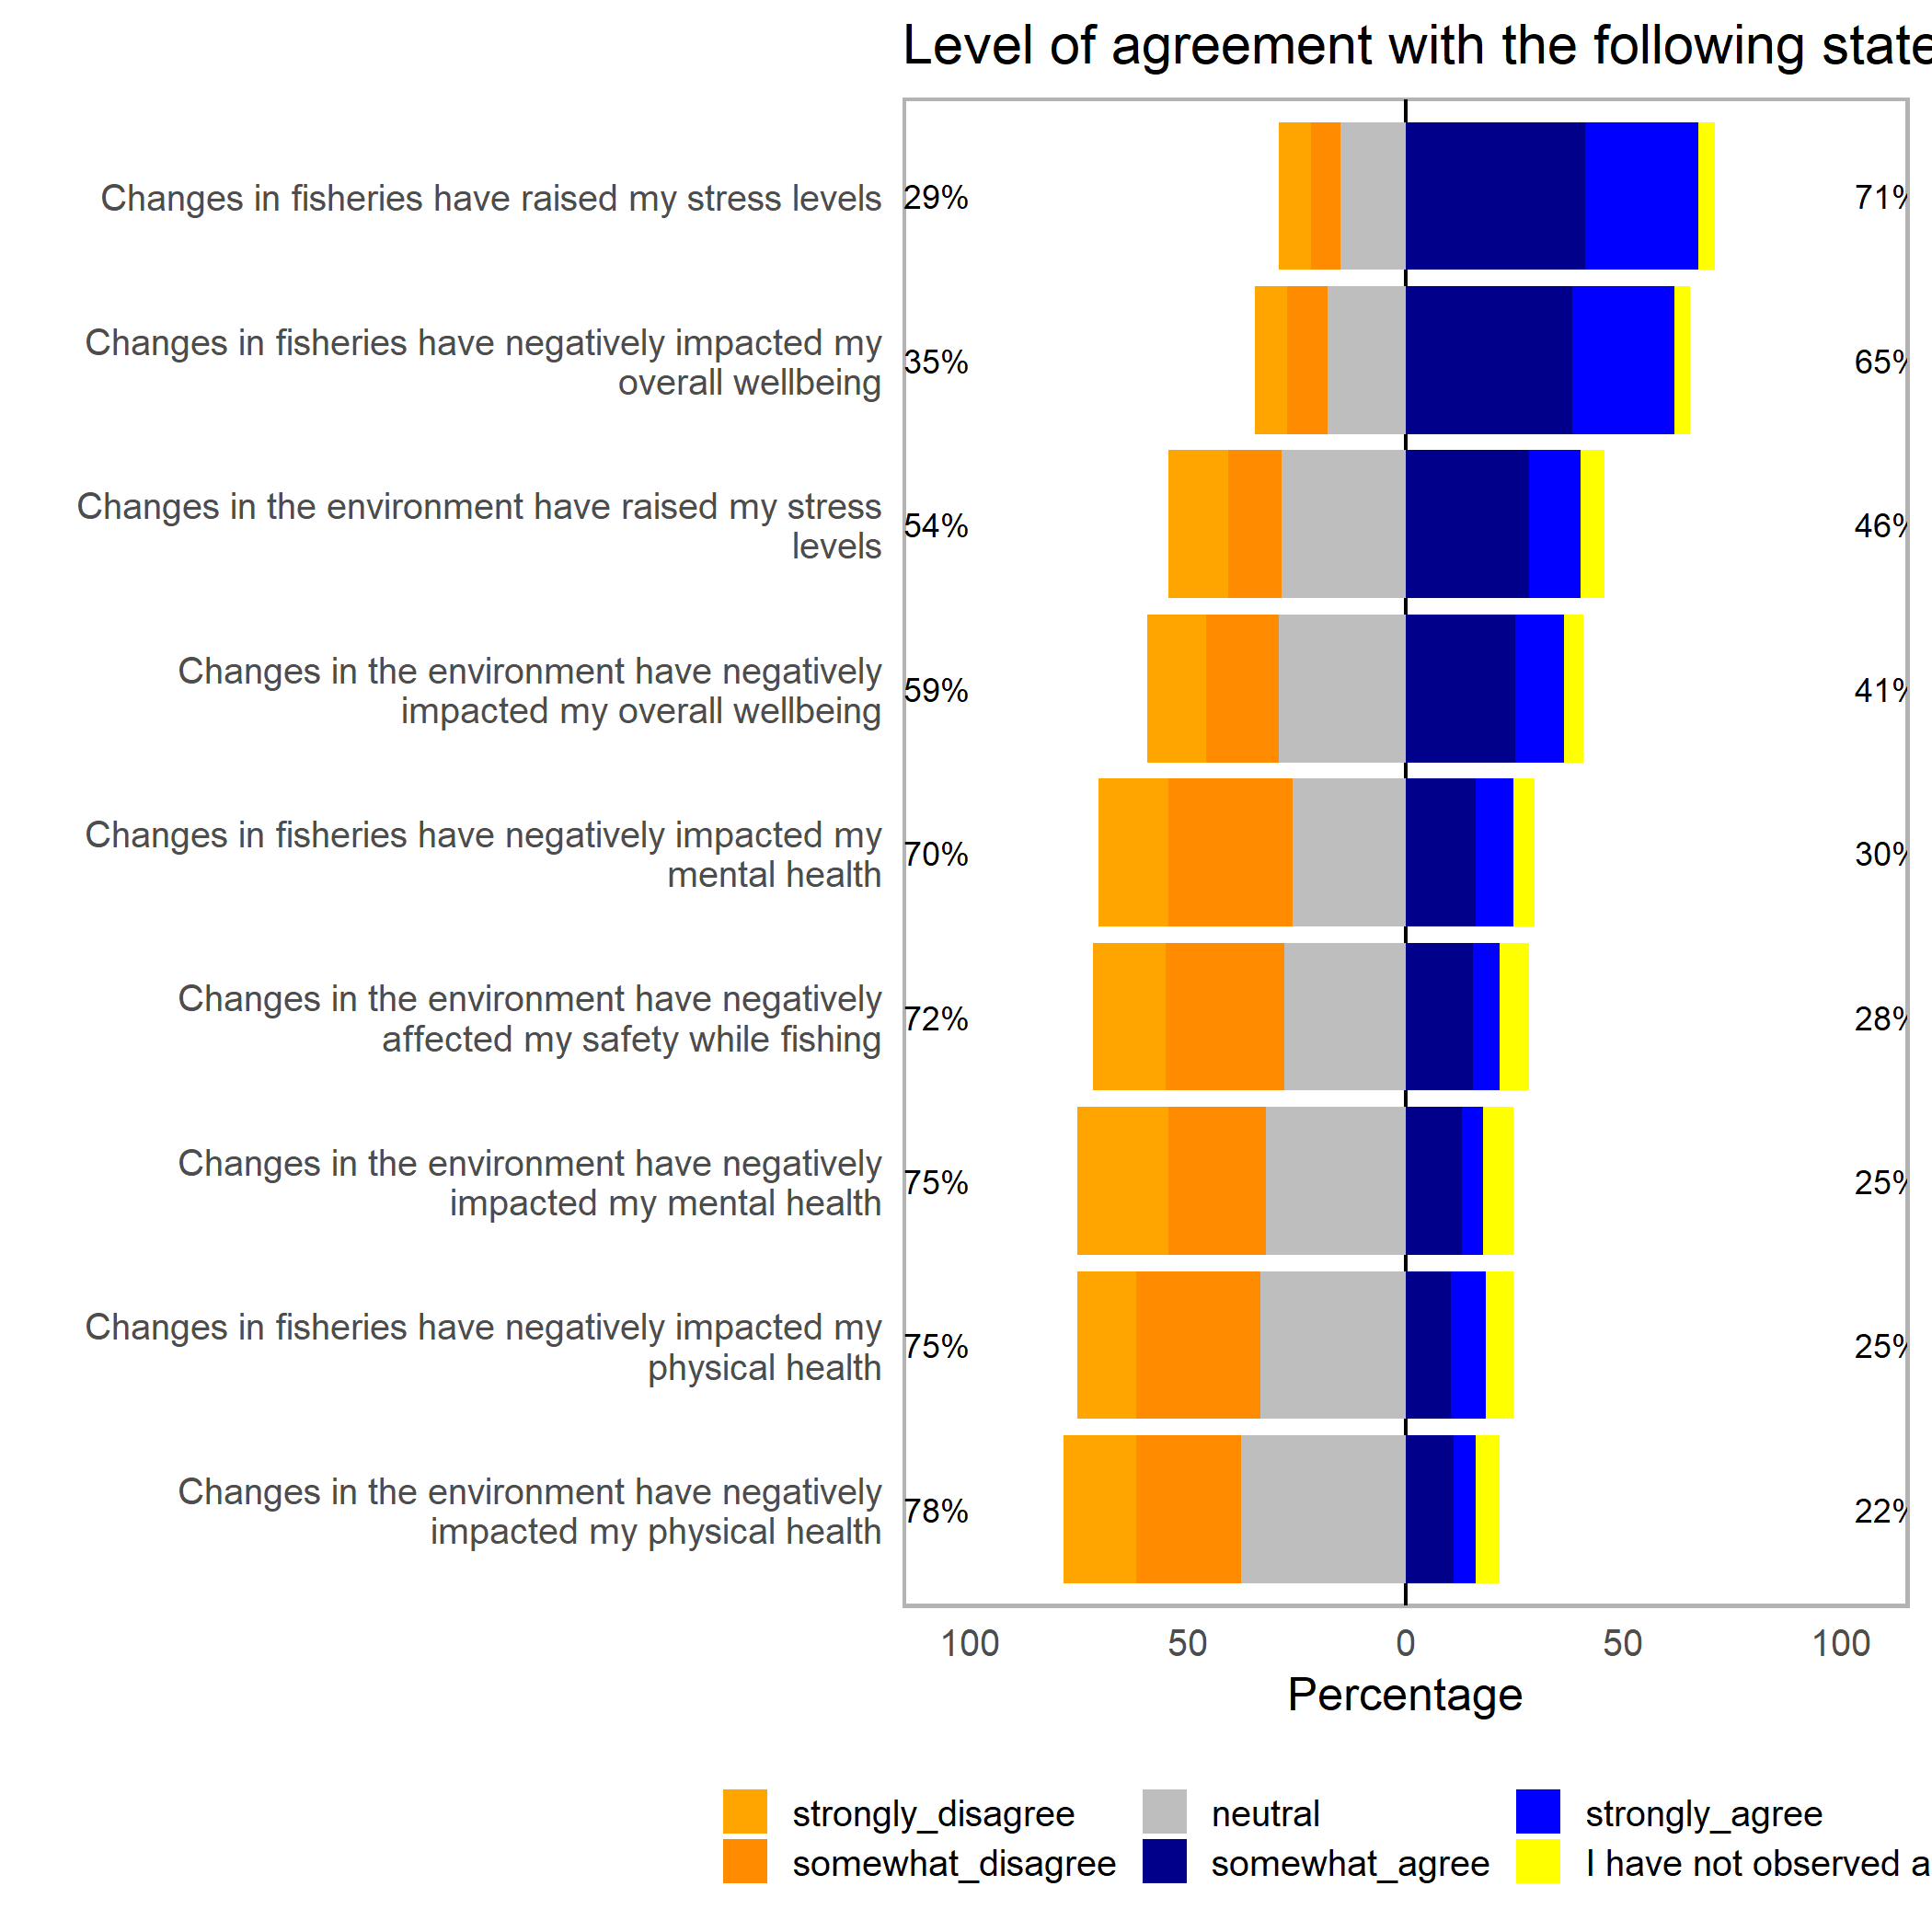 Level of agreement with the following state
Changes in fisheries have raised my stress levels
29%
71%
Changes in fisheries have negatively impacted my
overall wellbeing
35%
65%
Changes in the environment have raised my stress
levels
54%
46%
Changes in the environment have negatively
impacted my overall wellbeing
59%
41%
Changes in fisheries have negatively impacted my
mental health
70%
30%
Changes in the environment have negatively
affected my safety while fishing
72%
28%
Changes in the environment have negatively
impacted my mental health
75%
25%
Changes in fisheries have negatively impacted my
physical health
75%
25%
Changes in the environment have negatively
impacted my physical health
78%
22%
100 50 0 50 100
Percentage
strongly_disagree neutral strongly_agree
somewhat_disagree somewhat_agree I have not observed a